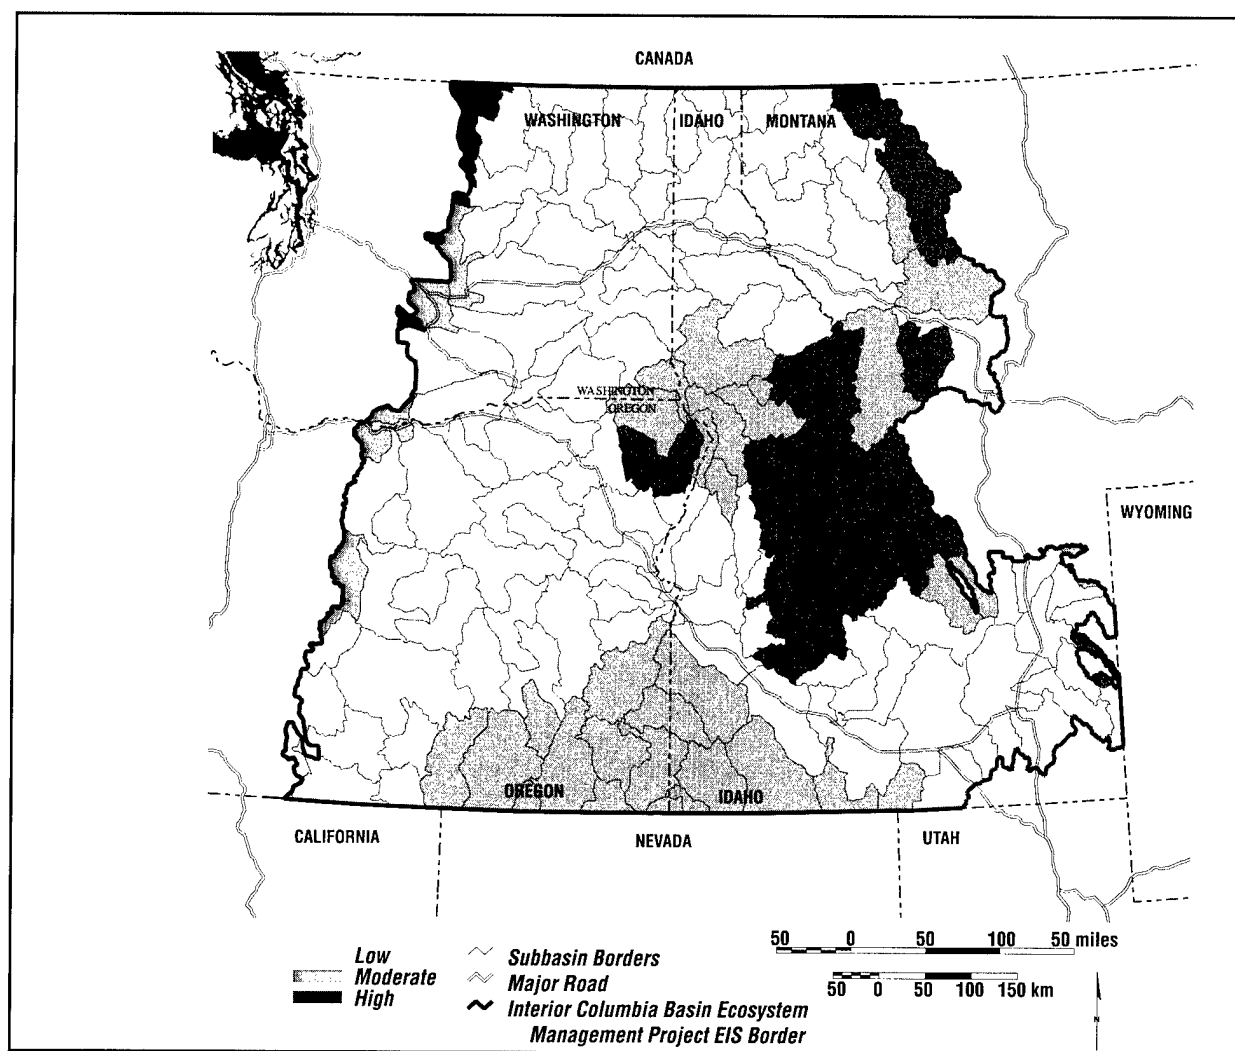 CANADA
WASHINGTON
IDAHO
MONTANA
WASHINGTON
OREGON
WYOMING
OREGON
IDAHO
CALIFORNIA
NEVADA
UTAH
Low
Moderate
High
Subbasin Borders
Major Road
Interior Columbia Basin Ecosystem
Management Project EIS Border
50 0 50 100 50 miles
50 0 50 100 150 km
N